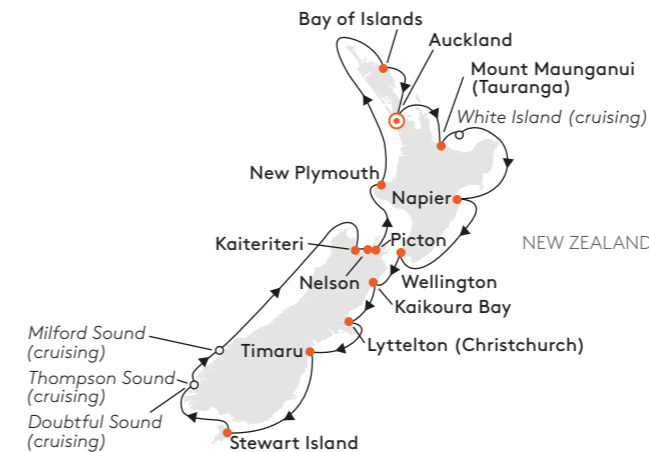 Bay of Islands
Auckland
Mount Maunganui
(Tauranga)
White Island (cruising)
New Plymouth
Napier
Kaiteriteri
Picton
NEW ZEALAND
Nelson
Wellington
Kaikoura Bay
Milford Sound
(cruising)
Timaru
Lyttelton (Christchurch)
Thompson Sound
(cruising)
Doubtful Sound
(cruising)
Stewart Island